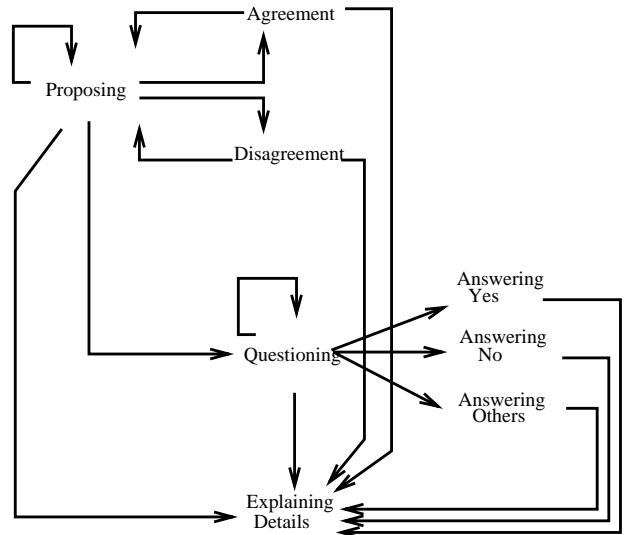 Agreement
Proposing
Disagreement
Answering
Yes
Answering
No
Questioning
Answering
Others
Explaining
Details